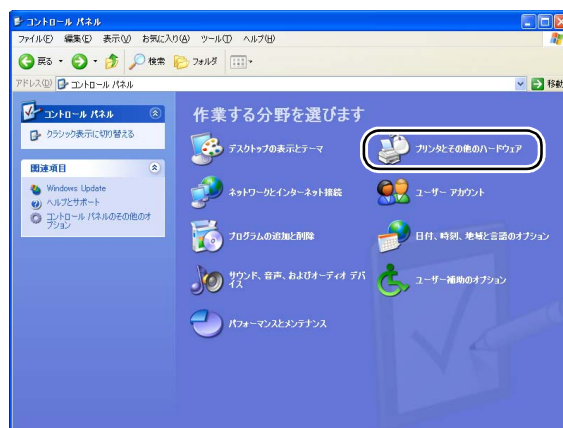 コントロール パネル
ファイル(F) 編集(E) 表示(V) お気に入り(A) ツール(T) ヘルプ(H)
戻る 検索 フォルダ
アドレス(D) コントロール パネル 移動
コントロール パネル
クラシック表示に切り替える
関連項目
Windows Update
ヘルプとサポート
コントロール パネルのその他のオ
プション
作業する分野を選びます
デスクトップの表示とテーマ
プリンタとその他のハードウェア
ネットワークとインターネット接続
ユーザー アカウント
プログラムの追加と削除
日付、時刻、地域と言語のオプション
サウンド、音声、およびオーディオ デバ
イス
ユーザー補助のオプション
パフォーマンスとメンテナンス